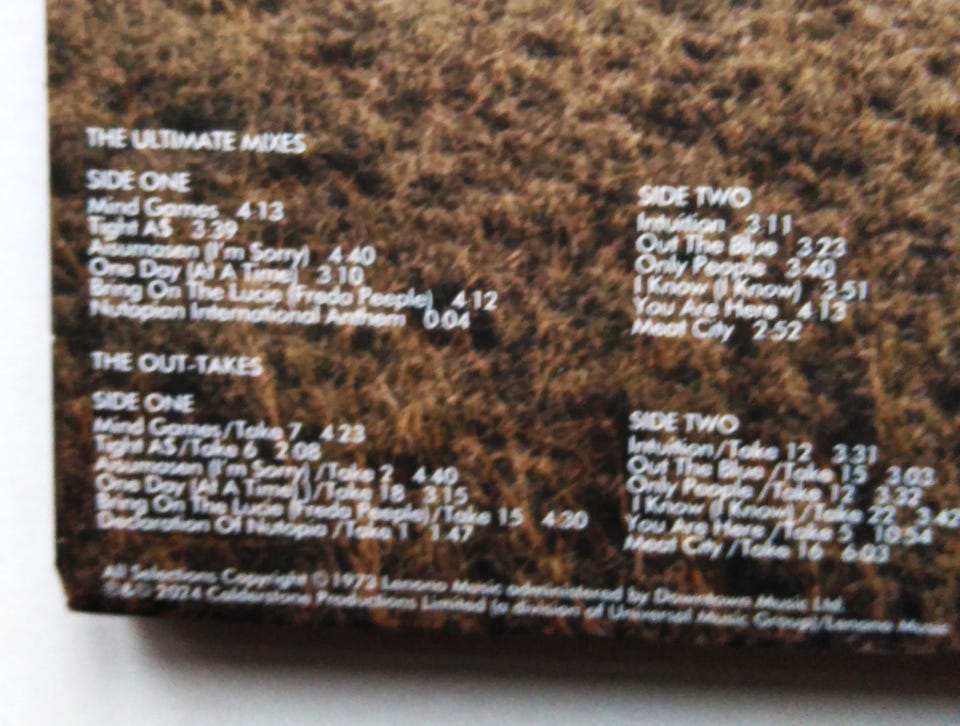 THE ULTIMATE MIXES
SIDE ONE
Mind Games 4:13
Tight AS 3:39
Aisumasen (I'm Sorry) 4:40
One Day (At A Time) 3:10
Bring On The Lucie (Freda Peeple) 4:12
Nutopian International Anthem 0:04
SIDE TWO
Intuition 3:11
Out The Blue 3:23
Only People 3:40
I Know (I Know) 3:51
You Are Here 4:13
Meat City 2:52
THE OUT-TAKES
SIDE ONE
Mind Games/Take 7 4:23
Tight AS/Take 6 2:08
Aisumasen (I'm Sorry)/Take 2 4:40
One Day (At A Time)/Take 18 3:15
Bring On The Lucie (Freda Peeple)/Take 15 4:30
Declaration Of Nutopia/Take 1 1:47
SIDE TWO
Intuition/Take 12 3:31
Out The Blue/Take 15 3:03
Only People/Take 12 3:32
I Know (I Know)/Take 22 3:42
You Are Here/Take 5 10:54
Meat City/Take 16 6:03
All Selections Copyright © 1973 Lenono Music administered by Downtown Music Ltd.
℗ & © 2024 Calderstone Productions Limited (a division of Universal Music Group)/Lenono Music